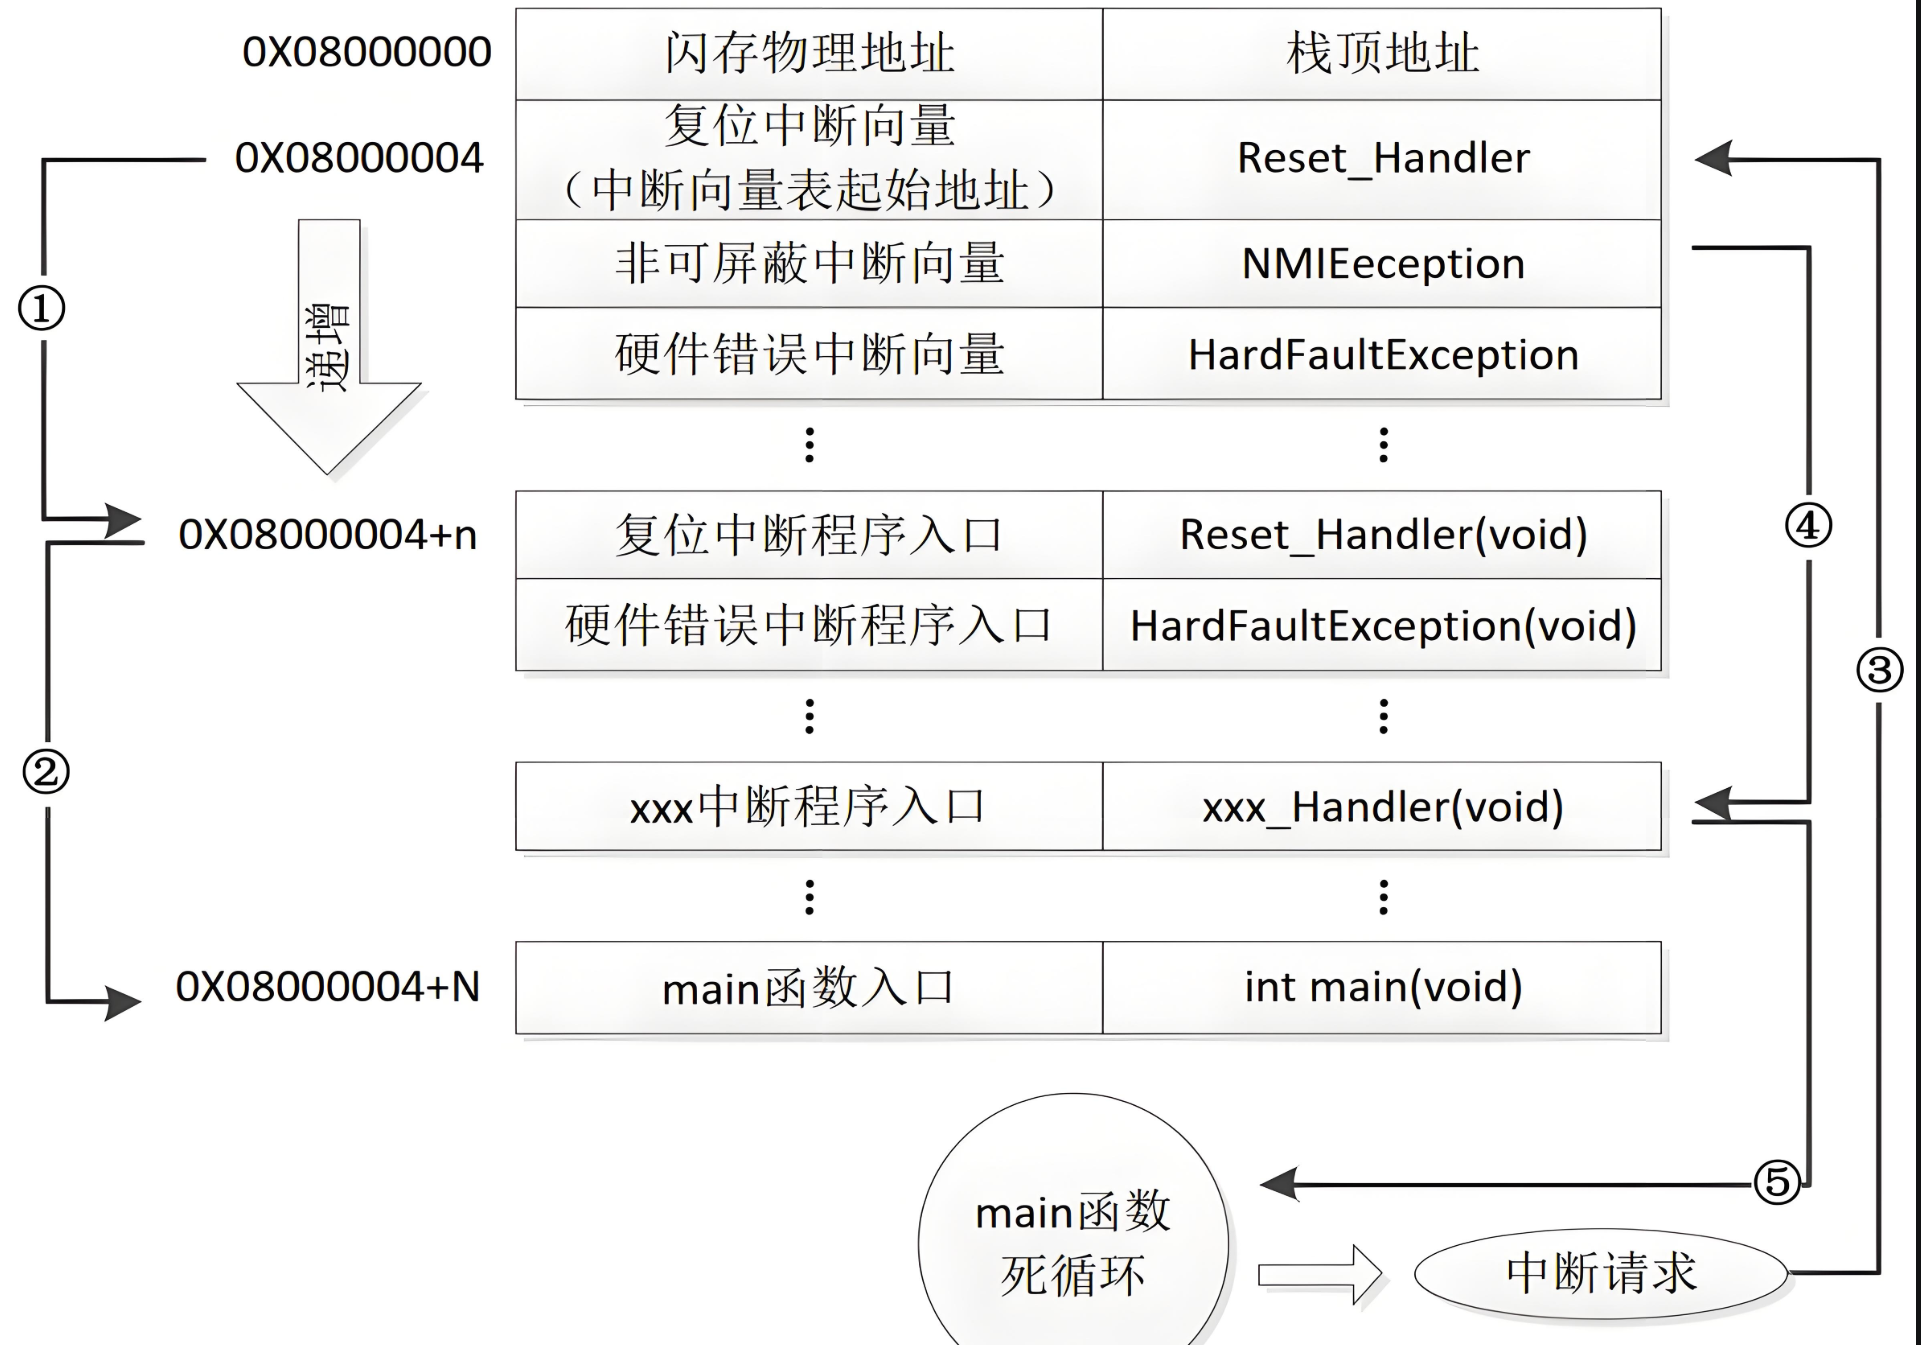 0X08000000
闪存物理地址
栈顶地址
0X08000004
复位中断向量
（中断向量表起始地址）
Reset_Handler
非可屏蔽中断向量
NMIEeception
①
递增
硬件错误中断向量
HardFaultException
0X08000004+n
复位中断程序入口
Reset_Handler(void)
④
硬件错误中断程序入口
HardFaultException(void)
③
②
xxx中断程序入口
xxx_Handler(void)
0X08000004+N
main函数入口
int main(void)
⑤
main函数
死循环
中断请求